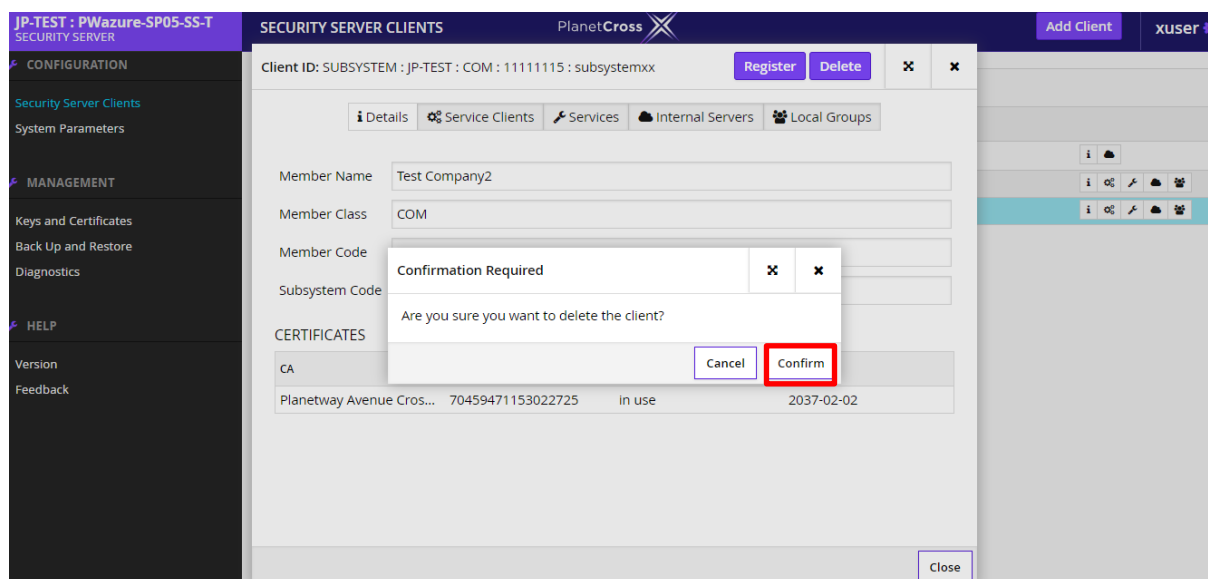 JP-TEST : PWazure-SP05-SS-T
SECURITY SERVER
SECURITY SERVER CLIENTS
PlanetCross
Add Client
xuser
CONFIGURATION
Security Server Clients
System Parameters
MANAGEMENT
Keys and Certificates
Back Up and Restore
Diagnostics
HELP
Version
Feedback
Client ID: SUBSYSTEM : JP-TEST : COM : 11111115 : subsystemxx
Register
Delete
Details
Service Clients
Services
Internal Servers
Local Groups
Member Name Test Company2
Member Class COM
Member Code
Subsystem Code
Confirmation Required
Are you sure you want to delete the client?
Cancel
Confirm
CERTIFICATES
CA
Planetway Avenue Cros... 70459471153022725 in use 2037-02-02
Close